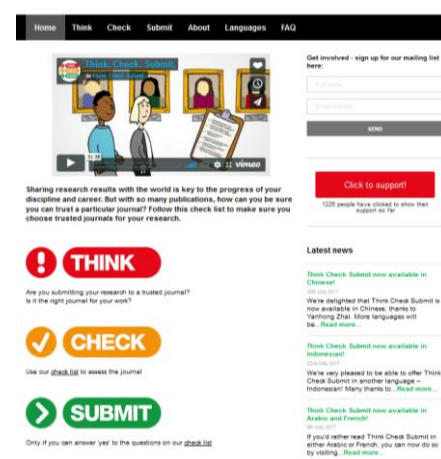 Home Think Check Submit About Languages FAQ
Think. Check. Submit.
vimeo
Sharing research results with the world is key to the progress of your
discipline and career. But with so many publications, how can you be sure
you can trust a particular journal? Follow this check list to make sure you
choose trusted journals for your research.
THINK
Are you submitting your research to a trusted journal?
Is it the right journal for your work?
CHECK
Use our check list to assess the journal
SUBMIT
Only if you can answer 'yes' to the questions on our check list
Get involved - sign up for our mailing list
here:
Full name
Email address
SEND
Click to support!
1228 people have clicked to show their
support so far
Latest news
Think Check Submit now available in
Chinese!
We're delighted that Think Check Submit is
now available in Chinese, thanks to
Yanhong Zhai. More languages will
be...Read more...
Think Check Submit now available in
Indonesian!
We're very pleased to be able to offer Think
Check Submit in another language –
Indonesian! Many thanks to...Read more...
Think Check Submit now available in
Arabic and French!
If you'd rather read Think Check Submit in
either Arabic or French, you can now do so
by visiting...Read more...